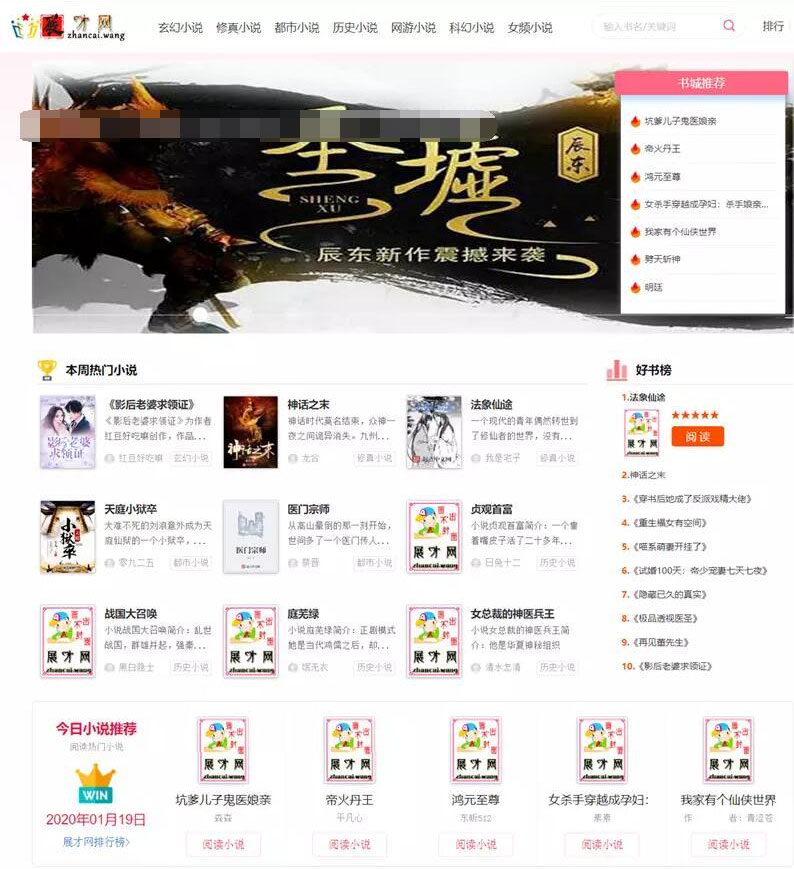 展才网
zhancai.wang
玄幻小说 修真小说 都市小说 历史小说 网游小说 科幻小说 女频小说
输入书名/关键词
排行
圣墟
SHENG XU
辰东
辰东新作震撼来袭
书城推荐
坑爹儿子鬼医娘亲
帝火丹王
鸿元至尊
女杀手穿越成孕妇：杀手娘亲...
我家有个仙侠世界
劈天斩神
明廷
本周热门小说
《影后老婆求领证》
《影后老婆求领证》为作者
红豆好吃嘛创作，作品...
红豆好吃嘛 玄幻小说
神话之末
神话时代莫名结束，众神一
夜之间诡异消失。九州...
龙谷 修真小说
法象仙途
一个现代的青年偶然转世到
了修仙者的世界，没有...
我是宅子 修真小说
天庭小狱卒
大难不死的刘浪意外成为天
庭仙狱的一个小狱卒，...
零九二五 都市小说
医门宗师
从高山晕倒的那一刻开始，
世间多了一个医门传人...
蔡晋 都市小说
贞观首富
小说贞观首富简介：一个曾
着嘴皮子活了二十多年...
日兔十二 历史小说
战国大召唤
小说战国大召唤简介：乱世
战国，群雄并起，强秦...
黑白隐士 历史小说
庭芜绿
小说庭芜绿简介：正剧模式
她是当代鸿儒之后，却...
氓无衣 历史小说
女总裁的神医兵王
小说女总裁的神医兵王简
介：他是华夏神秘组织
清水怎清 历史小说
好书榜
1.法象仙途
阅读
2.神话之末
3.《穿书后她成了反派戏精大佬》
4.《重生福女有空间》
5.《喵系萌妻开挂了》
6.《试婚100天：帝少宠妻七天七夜》
7.《隐藏已久的真实》
8.《极品透视医圣》
9.《再见董先生》
10.《影后老婆求领证》
今日小说推荐
阅读热门小说
WIN
2020年01月19日
展才网排行榜>
坑爹儿子鬼医娘亲
森森
阅读小说
帝火丹王
平凡心
阅读小说
鸿元至尊
东昕512
阅读小说
女杀手穿越成孕妇：
素素
阅读小说
我家有个仙侠世界
作 者：青涩苍
阅读小说